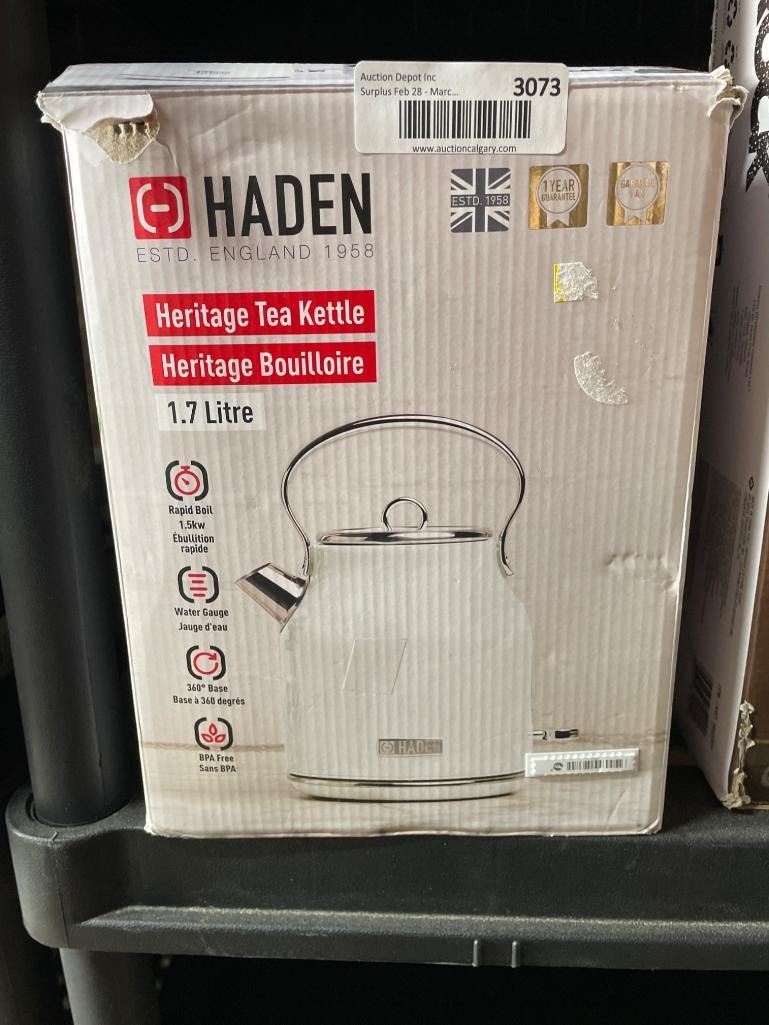 Auction Depot Inc
Surplus Feb 28 - Marc...
3073
www.auctioncalgary.com
HADEN
ESTD. ENGLAND 1958
ESTD. 1958
1 YEAR
GUARANTEE
Heritage Tea Kettle
Heritage Bouilloire
1.7 Litre
Rapid Boil
1.5kw
Ébullition
rapide
Water Gauge
Jauge d'eau
360° Base
Base à 360 degrés
BPA Free
Sans BPA
HADEN